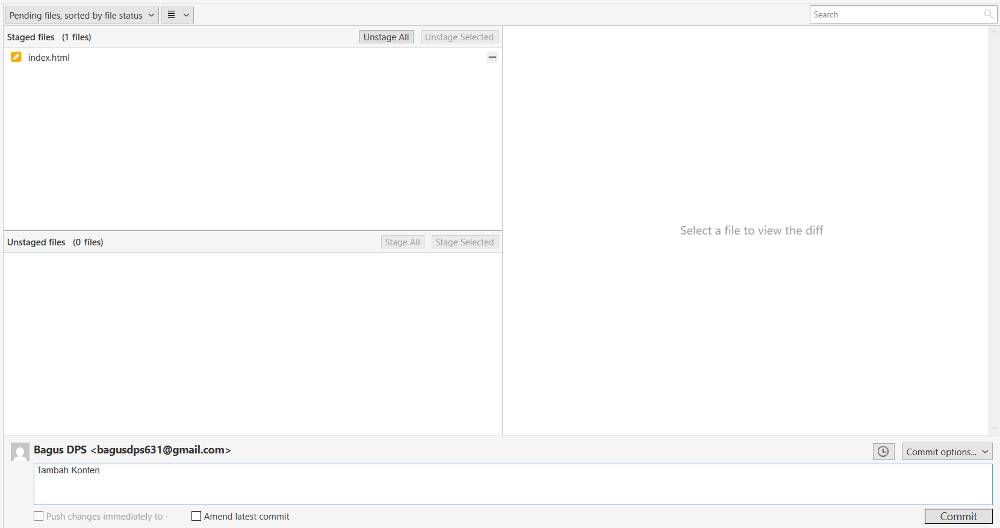 Pending files, sorted by file status
Search
Staged files (1 files)
Unstage All
Unstage Selected
index.html
Select a file to view the diff
Unstaged files (0 files)
Stage All
Stage Selected
Bagus DPS <bagusdps631@gmail.com>
Commit options...
Tambah Konten
Push changes immediately to -
Amend latest commit
Commit